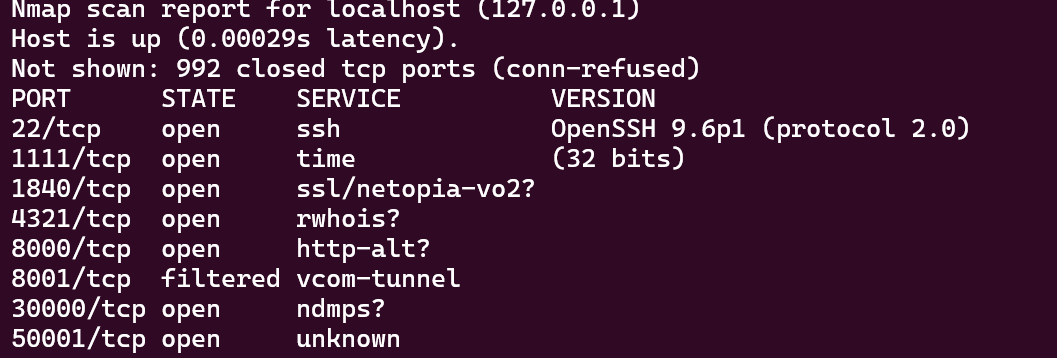 Nmap scan report for localhost (127.0.0.1)
Host is up (0.00029s latency).
Not shown: 992 closed tcp ports (conn-refused)
PORT      STATE    SERVICE          VERSION
22/tcp    open     ssh              OpenSSH 9.6p1 (protocol 2.0)
1111/tcp  open     time             (32 bits)
1840/tcp  open     ssl/netopia-vo2?
4321/tcp  open     rwhois?
8000/tcp  open     http-alt?
8001/tcp  filtered vcom-tunnel
30000/tcp open     ndmps?
50001/tcp open     unknown